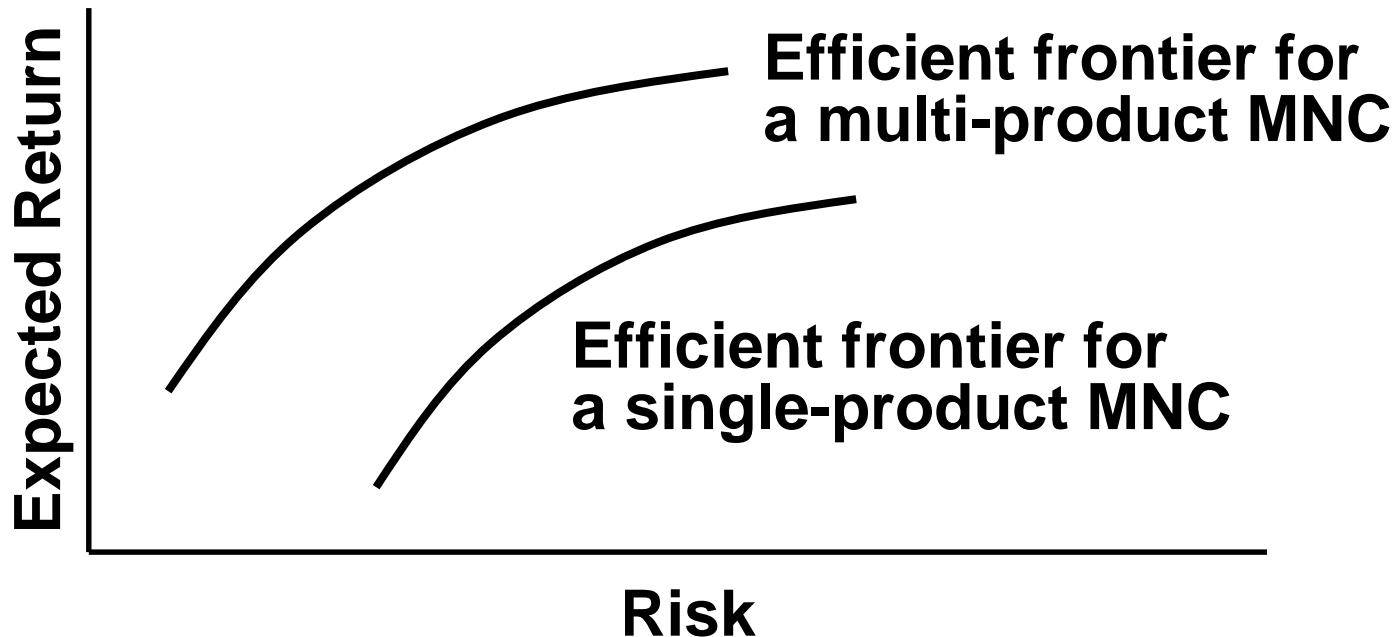 Expected Return
Efficient frontier for
a multi-product MNC
Efficient frontier for
a single-product MNC
Risk